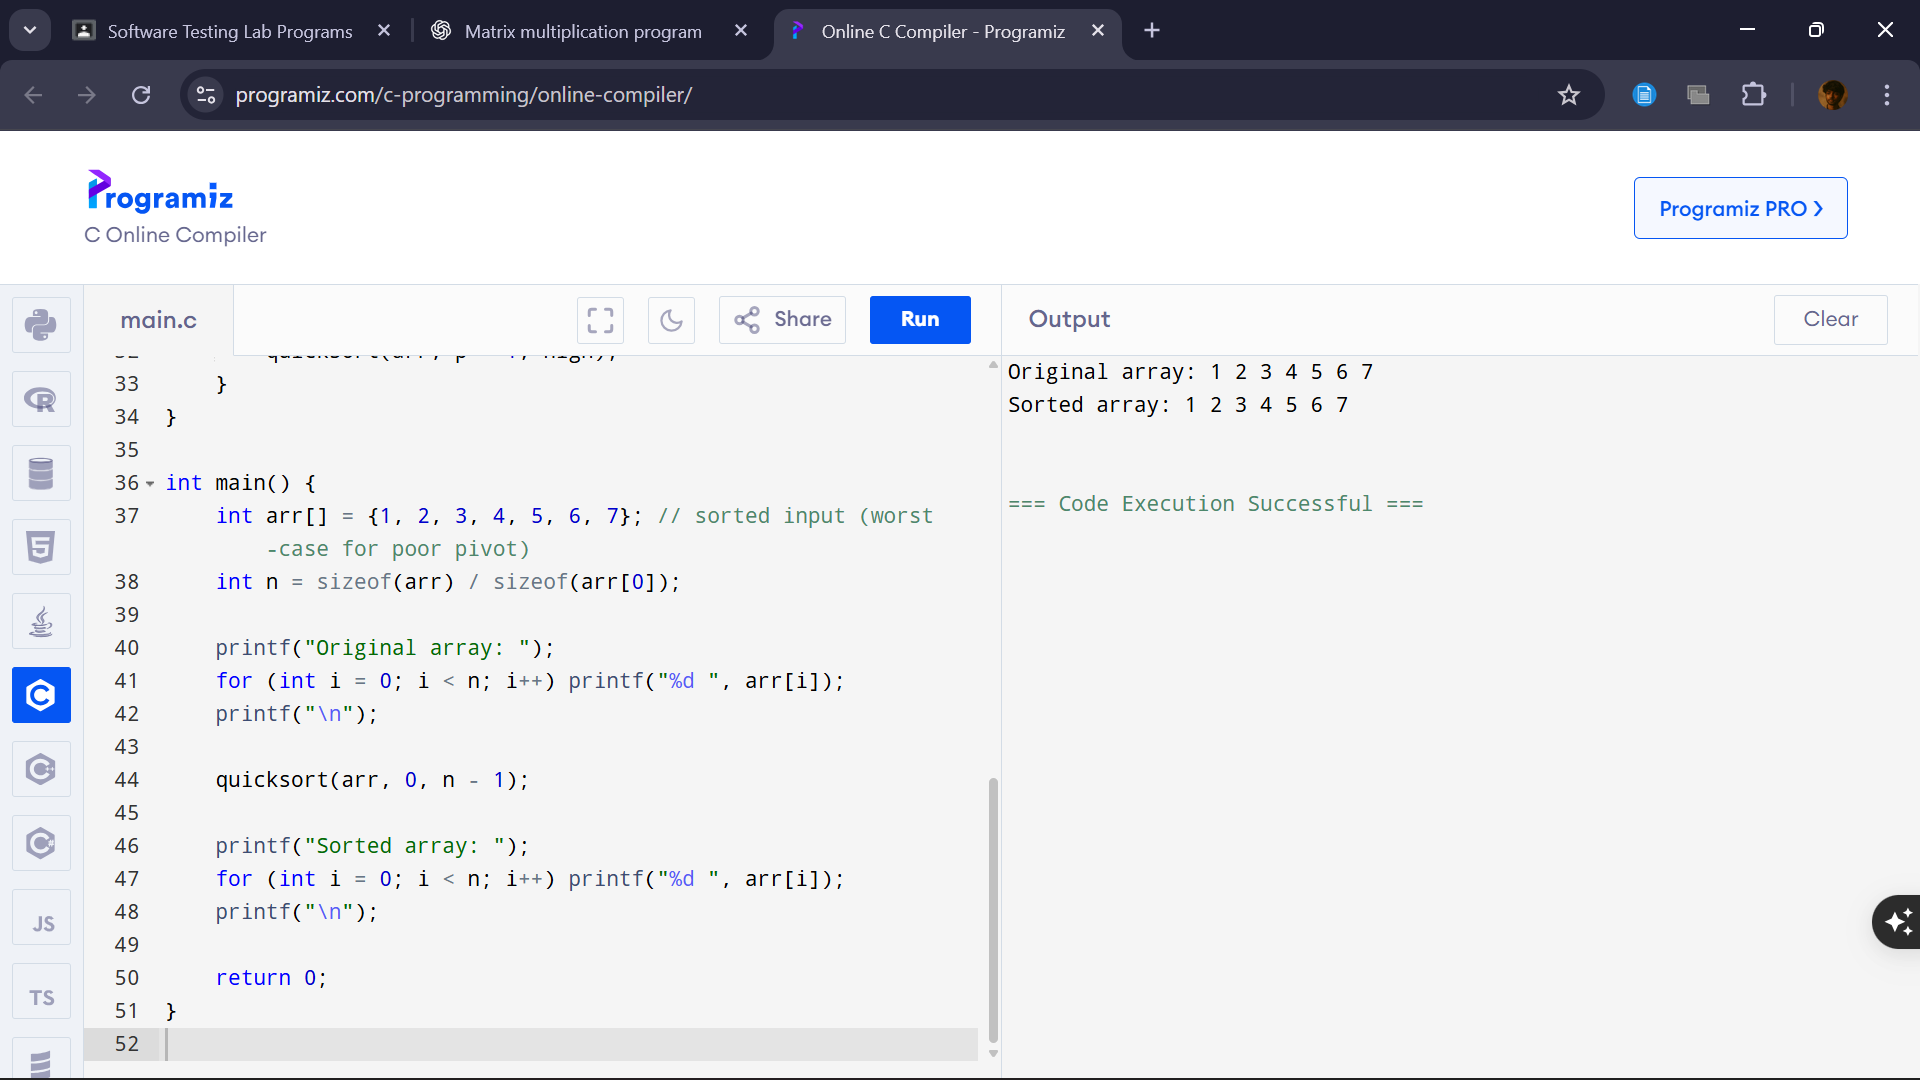 Software Testing Lab Programs
Matrix multiplication program
Online C Compiler - Programiz
programiz.com/c-programming/online-compiler/
Programiz
C Online Compiler
Programiz PRO
main.c
Share
Run
Output
Clear
33 }
34 }
35
36 int main() {
37 int arr[] = {1, 2, 3, 4, 5, 6, 7}; // sorted input (worst
-case for poor pivot)
38 int n = sizeof(arr) / sizeof(arr[0]);
39
40 printf("Original array: ");
41 for (int i = 0; i < n; i++) printf("%d ", arr[i]);
42 printf("\n");
43
44 quicksort(arr, 0, n - 1);
45
46 printf("Sorted array: ");
47 for (int i = 0; i < n; i++) printf("%d ", arr[i]);
48 printf("\n");
49
50 return 0;
51 }
52
Original array: 1 2 3 4 5 6 7
Sorted array: 1 2 3 4 5 6 7
=== Code Execution Successful ===
JS
TS